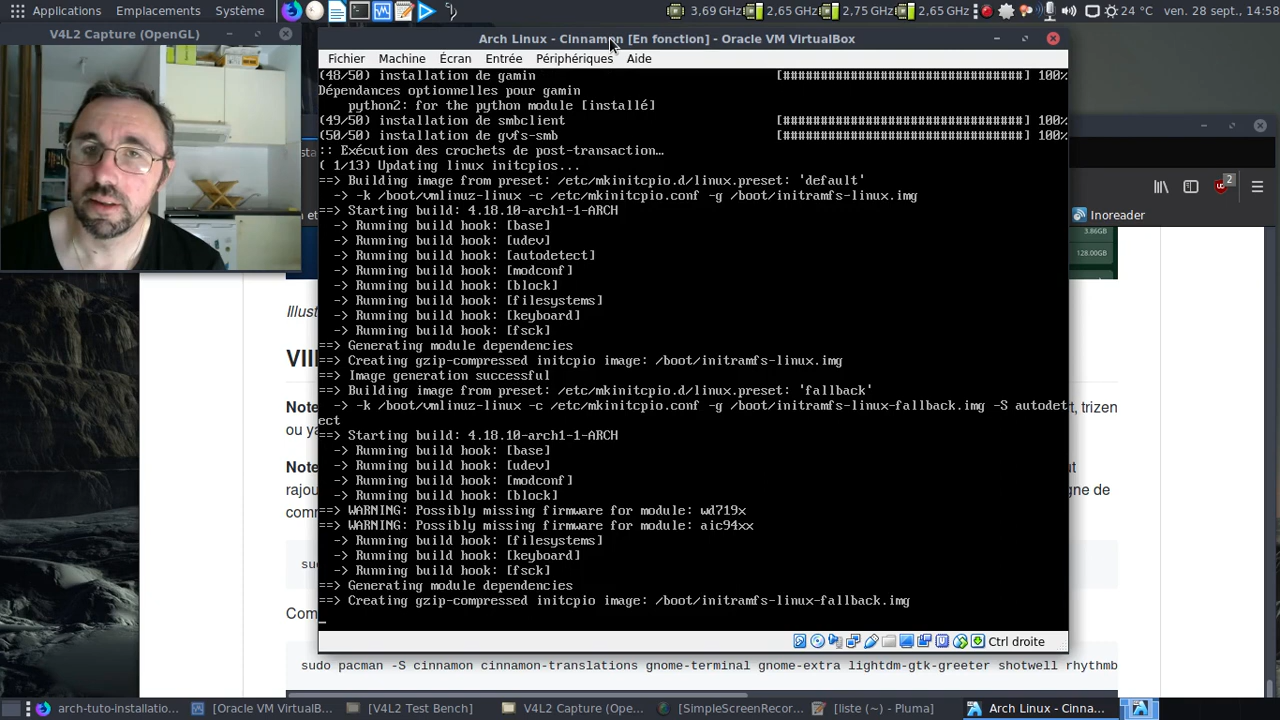 Applications Emplacements Système 3,69 GHz 2,65 GHz 2,75 GHz 2,65 GHz 24 °C ven. 28 sept., 14:58
V4L2 Capture (OpenGL)
Arch Linux - Cinnamon [En fonction] - Oracle VM VirtualBox
Fichier Machine Écran Entrée Périphériques Aide
(48/50) installation de gamin [################################] 100%
Dépendances optionnelles pour gamin
python2: for the python module [installé]
(49/50) installation de smbclient [################################] 100%
(50/50) installation de gvfs-smb [################################] 100%
:: Exécution des crochets de post-transaction…
( 1/13) Updating linux initcpios...
==> Building image from preset: /etc/mkinitcpio.d/linux.preset: 'default'
-> -k /boot/vmlinuz-linux -c /etc/mkinitcpio.conf -g /boot/initramfs-linux.img
==> Starting build: 4.18.10-arch1-1-ARCH
-> Running build hook: [base]
-> Running build hook: [udev]
-> Running build hook: [autodetect]
-> Running build hook: [modconf]
-> Running build hook: [block]
-> Running build hook: [filesystems]
-> Running build hook: [keyboard]
-> Running build hook: [fsck]
==> Generating module dependencies
==> Creating gzip-compressed initcpio image: /boot/initramfs-linux.img
==> Image generation successful
==> Building image from preset: /etc/mkinitcpio.d/linux.preset: 'fallback'
-> -k /boot/vmlinuz-linux -c /etc/mkinitcpio.conf -g /boot/initramfs-linux-fallback.img -S autodet
ect
==> Starting build: 4.18.10-arch1-1-ARCH
-> Running build hook: [base]
-> Running build hook: [udev]
-> Running build hook: [modconf]
-> Running build hook: [block]
==> WARNING: Possibly missing firmware for module: wd719x
==> WARNING: Possibly missing firmware for module: aic94xx
-> Running build hook: [filesystems]
-> Running build hook: [keyboard]
-> Running build hook: [fsck]
==> Generating module dependencies
==> Creating gzip-compressed initcpio image: /boot/initramfs-linux-fallback.img
Ctrl droite
2
Inoreader
3.86GB
128.00GB
Illust
VIII
Note t, trizen
ou ya
Note ut
rajou gne de
comm
su
Com
sudo pacman -S cinnamon cinnamon-translations gnome-terminal gnome-extra lightdm-gtk-greeter shotwell rhythmb
arch-tuto-installatio... [Oracle VM VirtualB... [V4L2 Test Bench] V4L2 Capture (Ope... [SimpleScreenRecor... [liste (~) - Pluma] Arch Linux - Cinna...